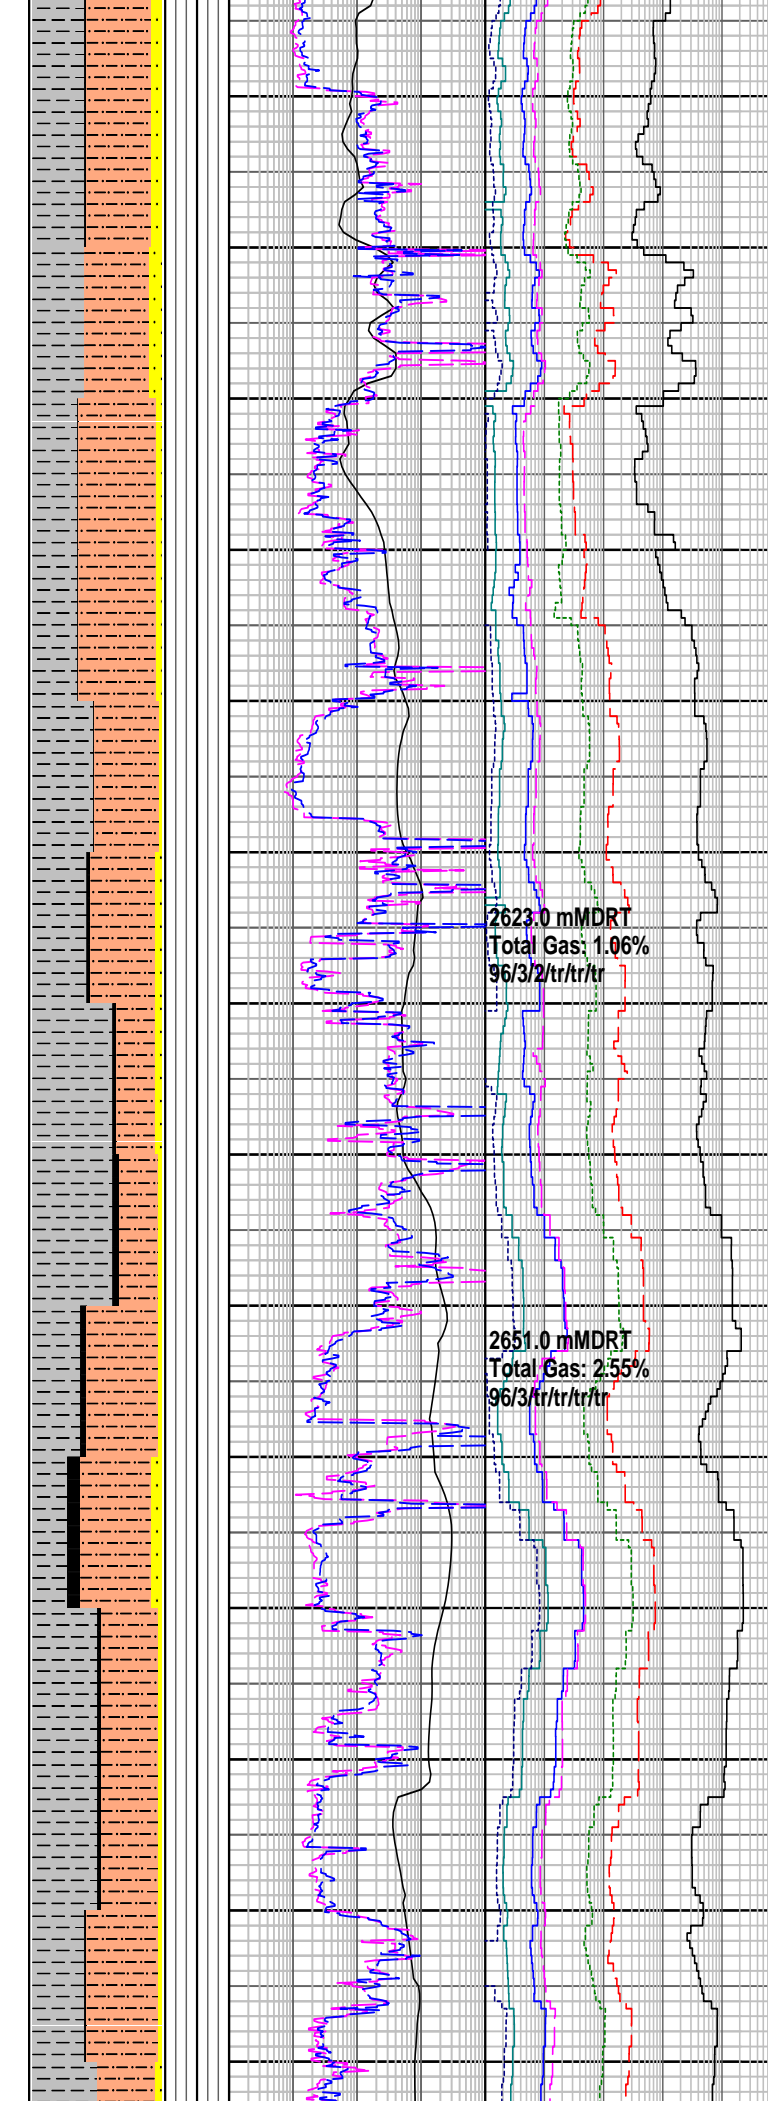 2623.0 mMDRT
Total Gas: 1.06%
96/3/2/tr/tr/tr
2651.0 mMDRT
Total Gas: 2.55%
96/3/tr/tr/tr/tr